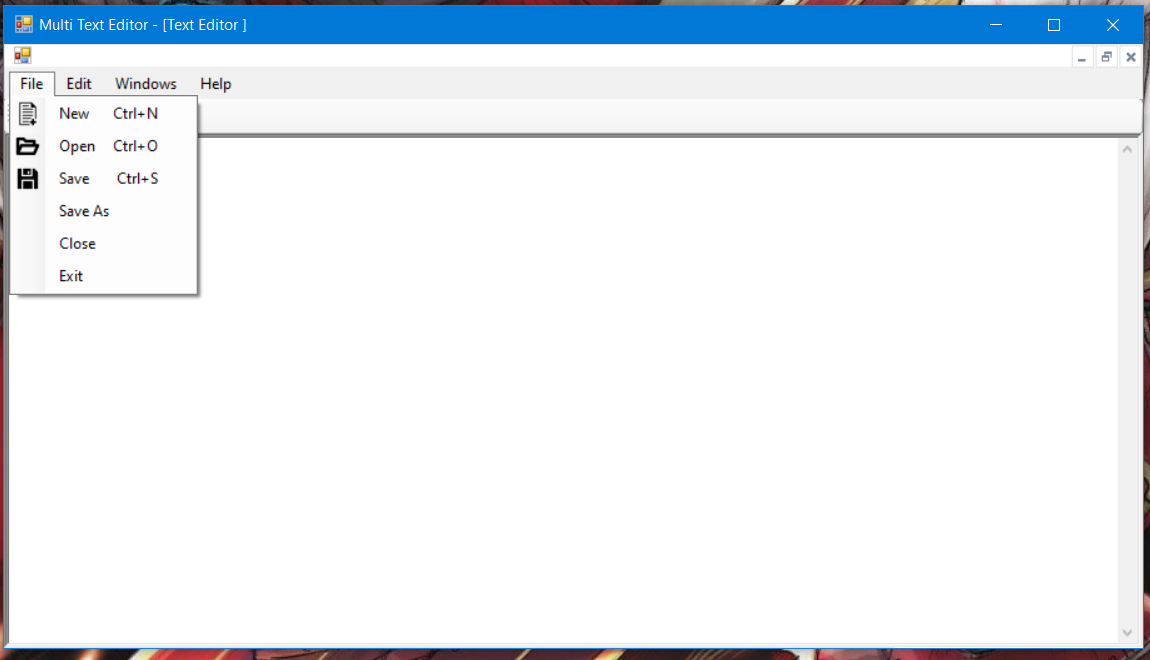 Multi Text Editor - [Text Editor ]
File Edit Windows Help
New Ctrl+N
Open Ctrl+O
Save Ctrl+S
Save As
Close
Exit